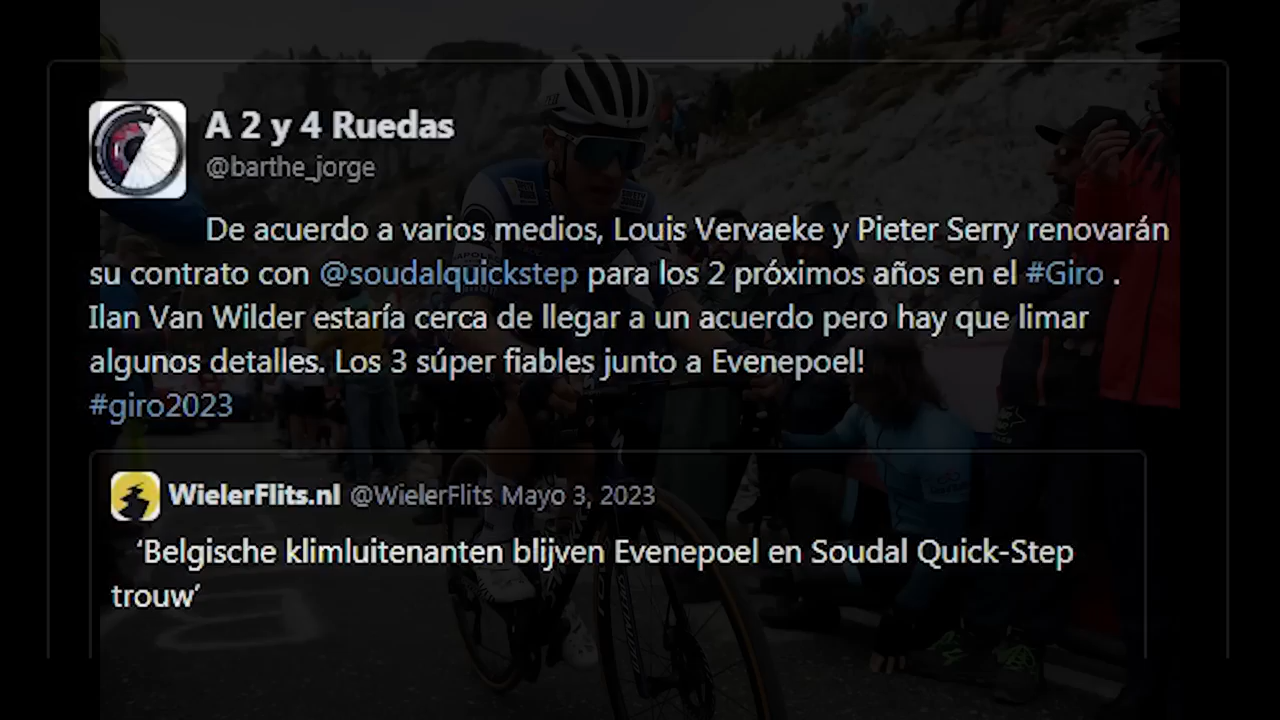 A 2 y 4 Ruedas
@barthe_jorge
De acuerdo a varios medios, Louis Vervaeke y Pieter Serry renovarán
su contrato con @soudalquickstep para los 2 próximos años en el #Giro .
Ilan Van Wilder estaría cerca de llegar a un acuerdo pero hay que limar
algunos detalles. Los 3 súper fiables junto a Evenepoel!
#giro2023
WielerFlits.nl @WielerFlits Mayo 3, 2023
‘Belgische klimluitenanten blijven Evenepoel en Soudal Quick-Step
trouw’